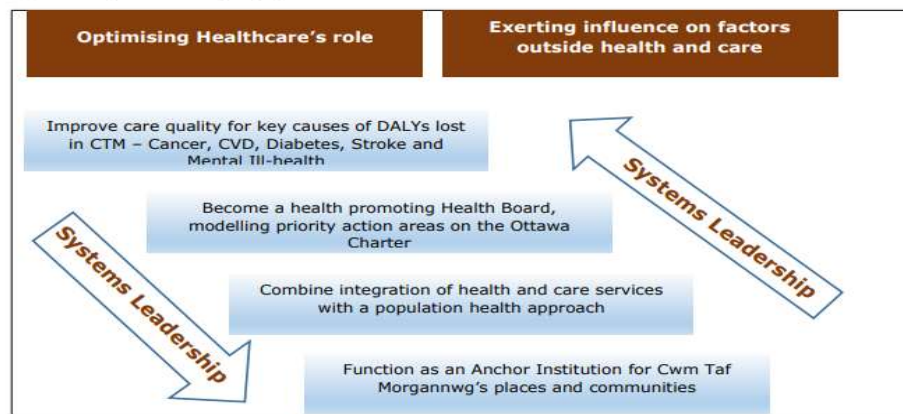 Optimising Healthcare's role
Exerting influence on factors
outside health and care
Improve care quality for key causes of DALYs lost
in CTM – Cancer, CVD, Diabetes, Stroke and
Mental Ill-health
Systems Leadership
Become a health promoting Health Board,
modelling priority action areas on the Ottawa
Charter
Systems Leadership
Combine integration of health and care services
with a population health approach
Function as an Anchor Institution for Cwm Taf
Morgannwg's places and communities